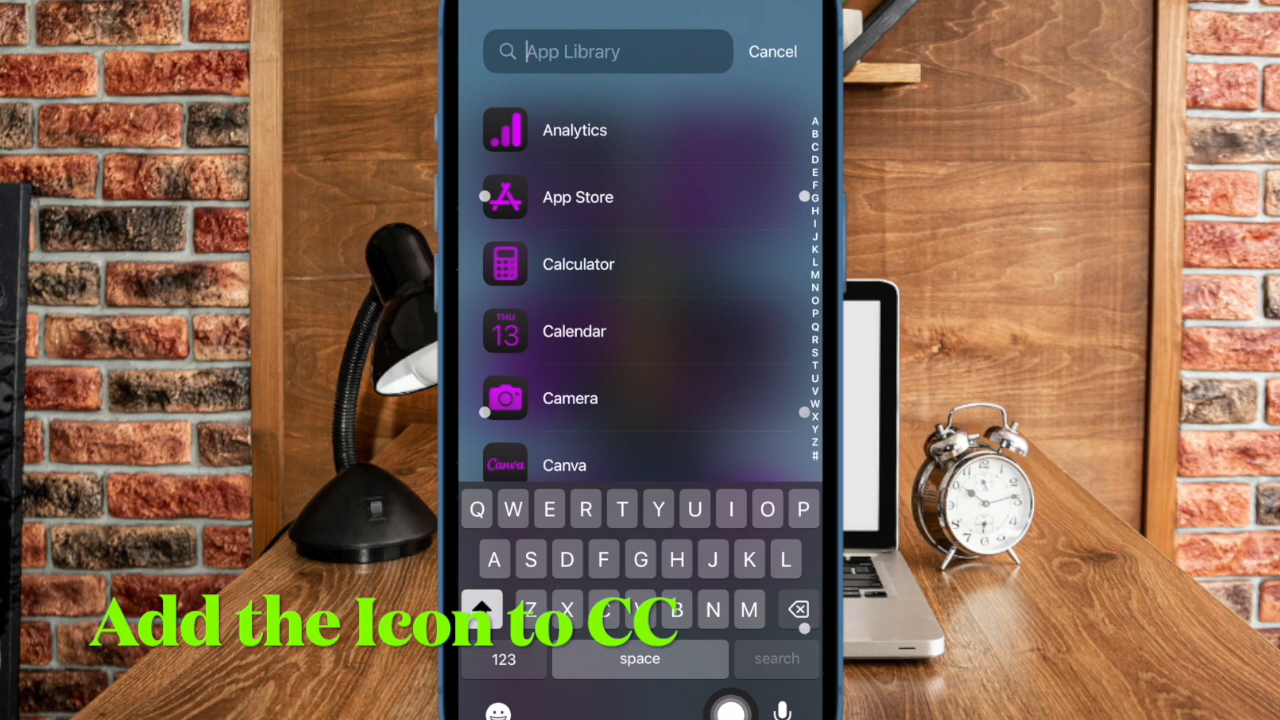 App Library
Cancel
Analytics
App Store
Calculator
THU
13
Calendar
Camera
Canva
Canva
A
B
C
D
E
F
G
H
I
J
K
L
M
N
O
P
Q
R
S
T
U
V
W
X
Y
Z
#
Q W E R T Y U I O P
A S D F G H J K L
Z X C V B N M
Add the Icon to CC
123 space search